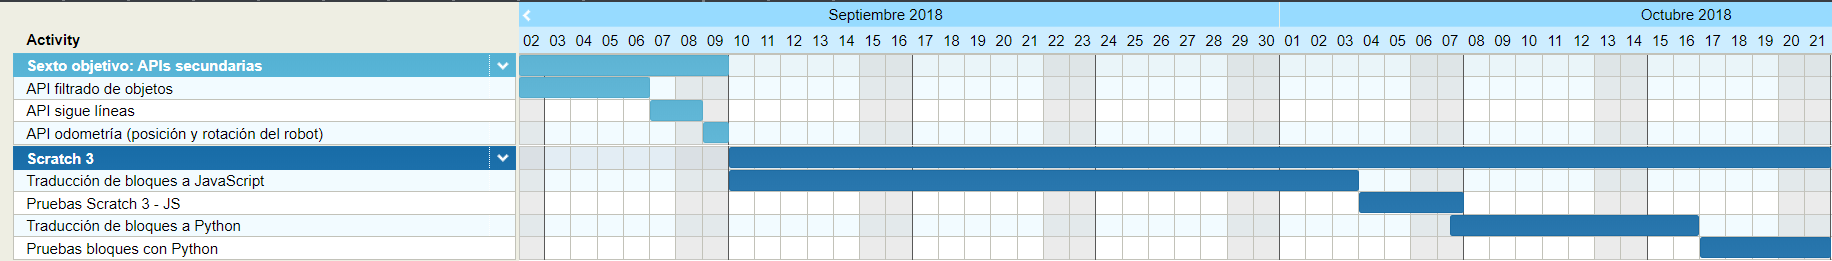 Septiembre 2018 Octubre 2018
Activity 02 03 04 05 06 07 08 09 10 11 12 13 14 15 16 17 18 19 20 21 22 23 24 25 26 27 28 29 30 01 02 03 04 05 06 07 08 09 10 11 12 13 14 15 16 17 18 19 20 21
Sexto objetivo: APIs secundarias
API filtrado de objetos
API sigue líneas
API odometría (posición y rotación del robot)
Scratch 3
Traducción de bloques a JavaScript
Pruebas Scratch 3 - JS
Traducción de bloques a Python
Pruebas bloques con Python